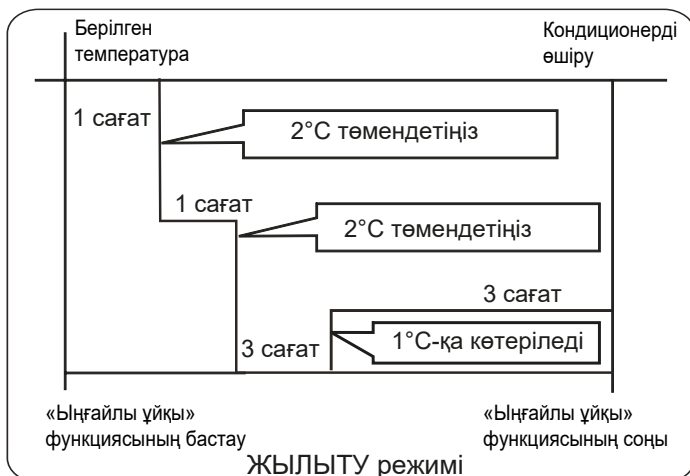 Берілген
температура
Кондиционерді
өшіру
1 сағат
2°C төмендетіңіз
1 сағат
2°C төмендетіңіз
3 сағат
3 сағат
1°C-қа көтеріледі
«Ыңғайлы ұйқы»
функциясының бастау
«Ыңғайлы ұйқы»
функциясының соңы
ЖЫЛЫТУ режимі